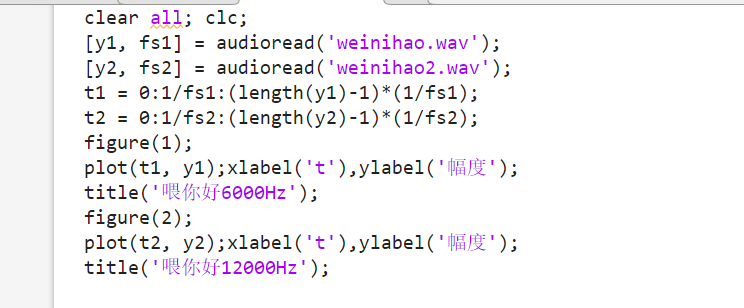 clear all; clc;
[y1, fs1] = audioread('weinihao.wav');
[y2, fs2] = audioread('weinihao2.wav');
t1 = 0:1/fs1:(length(y1)-1)*(1/fs1);
t2 = 0:1/fs2:(length(y2)-1)*(1/fs2);
figure(1);
plot(t1, y1);xlabel('t'),ylabel('幅度');
title('喂你好6000Hz');
figure(2);
plot(t2, y2);xlabel('t'),ylabel('幅度');
title('喂你好12000Hz');